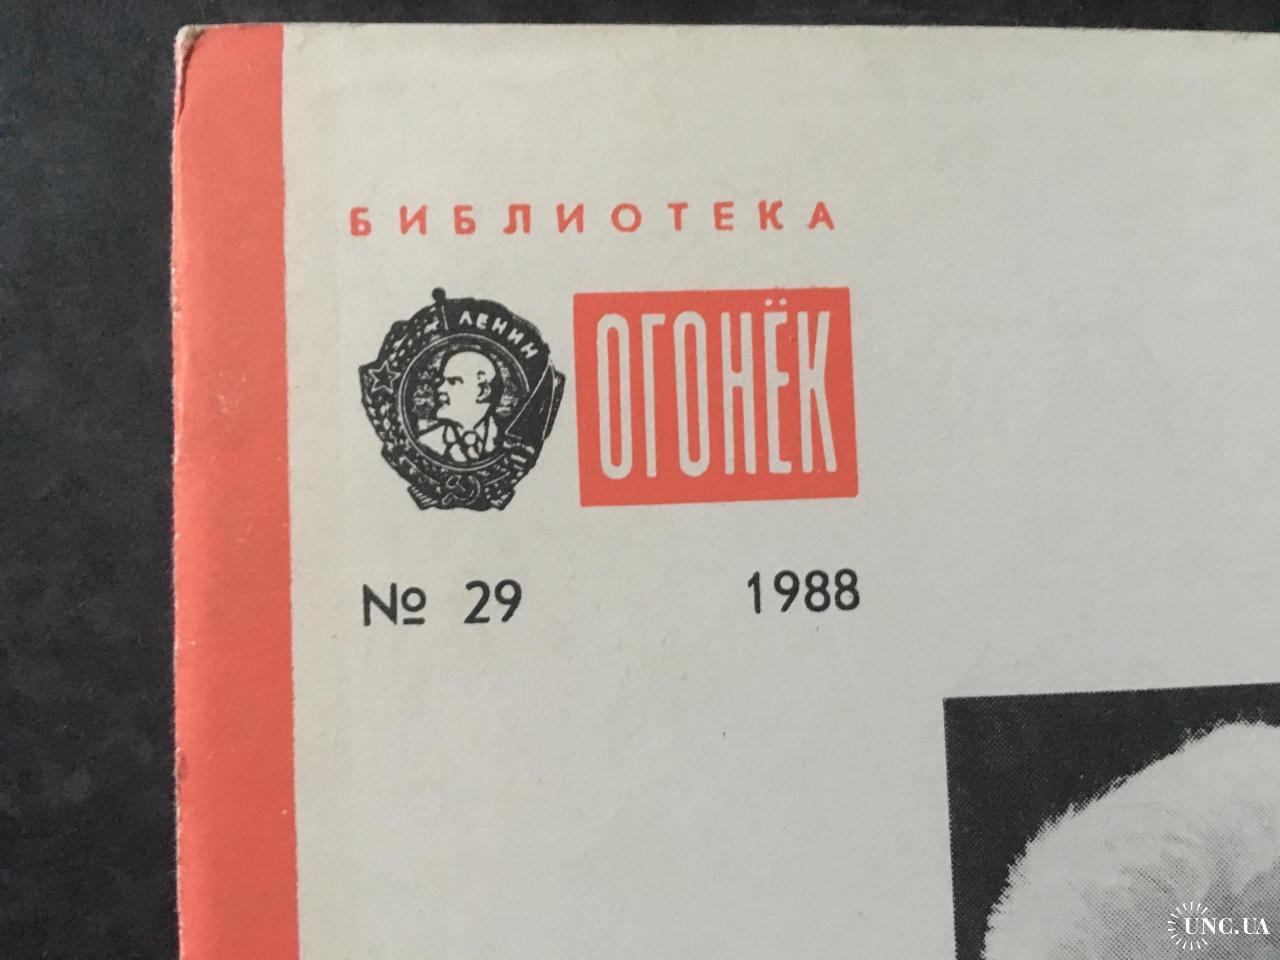 БИБЛИОТЕКА
ЛЕНИН
ОГОНЁК
№ 29 1988
UNC.UA